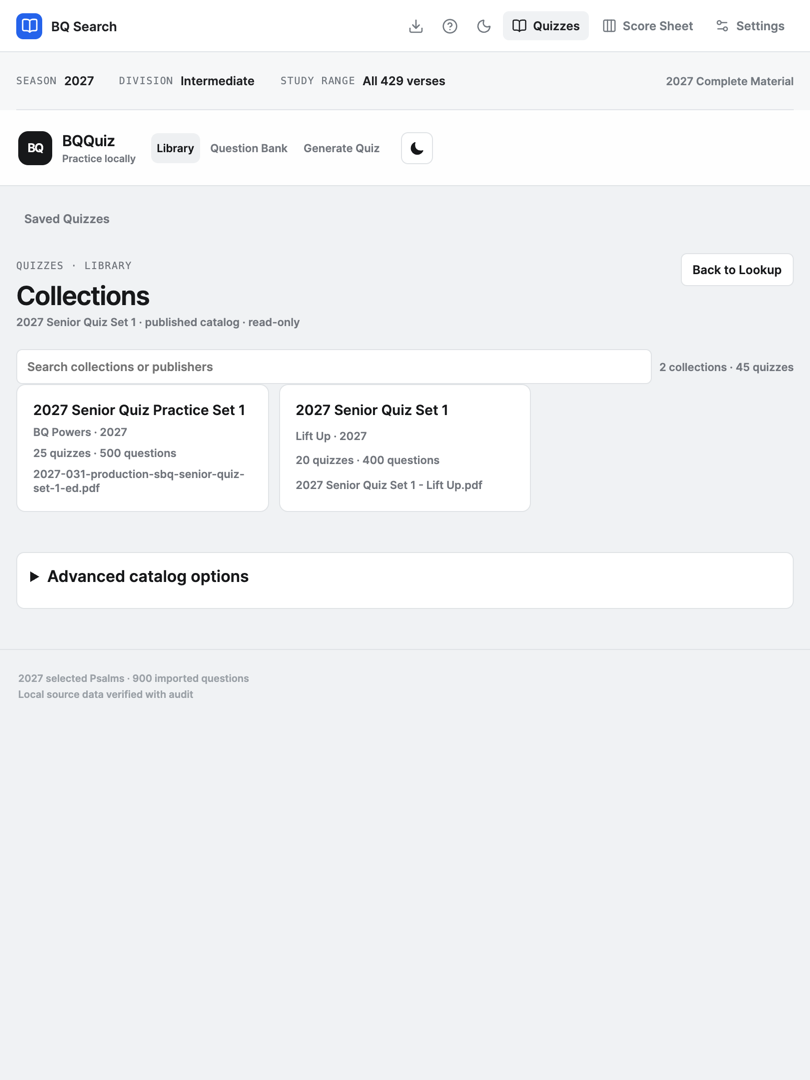 BQ Search
Quizzes
Score Sheet
Settings
SEASON 2027 DIVISION Intermediate STUDY RANGE All 429 verses
2027 Complete Material
BQ
BQQuiz
Practice locally
Library
Question Bank
Generate Quiz
Saved Quizzes
QUIZZES · LIBRARY
Back to Lookup
Collections
2027 Senior Quiz Set 1 · published catalog · read-only
Search collections or publishers
2 collections · 45 quizzes
2027 Senior Quiz Practice Set 1
BQ Powers · 2027
25 quizzes · 500 questions
2027-031-production-sbq-senior-quiz-
set-1-ed.pdf
2027 Senior Quiz Set 1
Lift Up · 2027
20 quizzes · 400 questions
2027 Senior Quiz Set 1 - Lift Up.pdf
Advanced catalog options
2027 selected Psalms · 900 imported questions
Local source data verified with audit